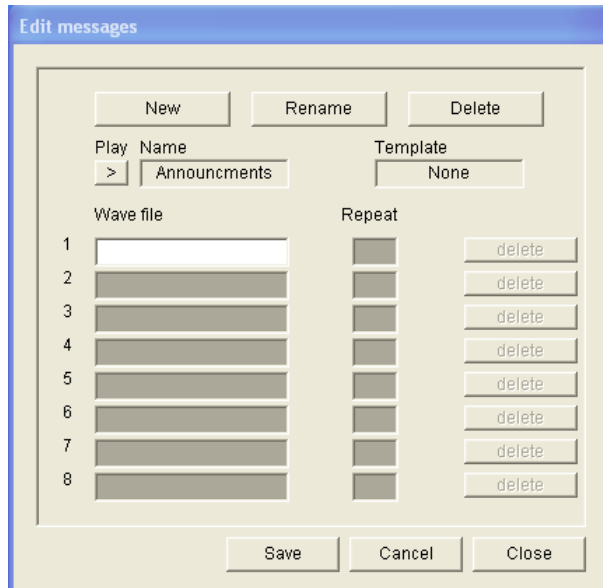 Edit messages
New Rename Delete
Play Name Template
> Announcments None
Wave file Repeat
1 delete
2 delete
3 delete
4 delete
5 delete
6 delete
7 delete
8 delete
Save Cancel Close